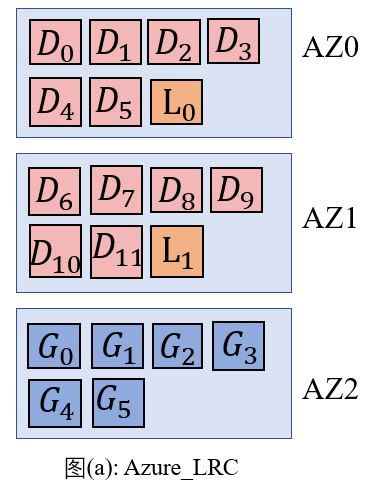 D₀ D₁ D₂ D₃ AZ0
D₄ D₅ L₀
D₆ D₇ D₈ D₉ AZ1
D₁₀ D₁₁ L₁
G₀ G₁ G₂ G₃ AZ2
G₄ G₅
图(a): Azure_LRC